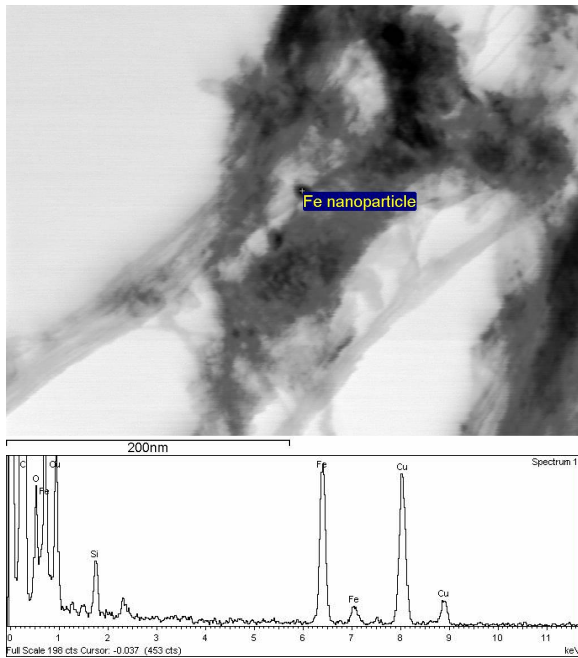 Fe nanoparticle
200nm
Spectrum 1
C
O
Fe
Cu
Si
Fe
Fe
Cu
Cu
0 1 2 3 4 5 6 7 8 9 10 11
Full Scale 198 cts Cursor: -0.037 (453 cts)
keV